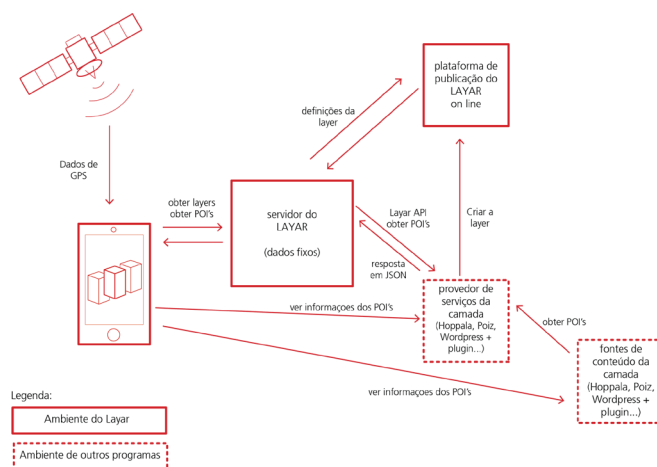 plataforma de
publicação do
LAYAR
on line
definições da
layer
Dados de
GPS
obter layers
obter POI's
servidor do
LAYAR
(dados fixos)
Layar API
obter POI's
Criar a
layer
resposta
em JSON
provedor de
serviços da
camada
(Hoppala, Poiz,
Wordpress +
plugin...)
ver informaçoes dos POI's
obter POI's
fontes de
conteúdo da
camada
(Hoppala, Poiz,
Wordpress +
plugin...)
ver informaçoes dos POI's
Legenda:
Ambiente do Layar
Ambiente de outros programas